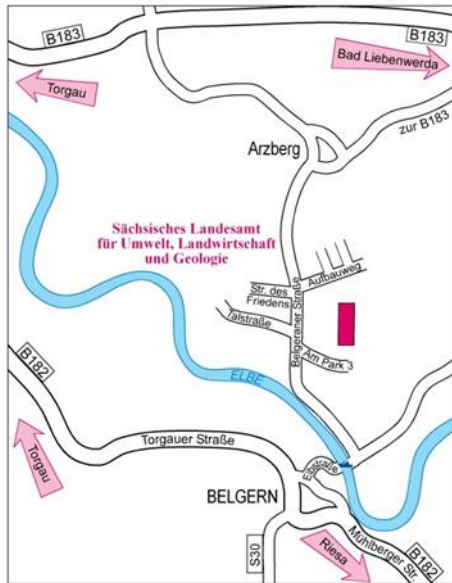 B183
B183
Bad Liebenwerda
Torgau
zur B183
Arzberg
Sächsisches Landesamt
für Umwelt, Landwirtschaft
und Geologie
Aufbauweg
Str. des
Friedens
Talstraße
Belgeraner Straße
Am Park 3
B182
ELBE
Torgauer Straße
Elbstraße
Torgau
BELGERN
Mühlberger Str.
B182
S30
Riesa